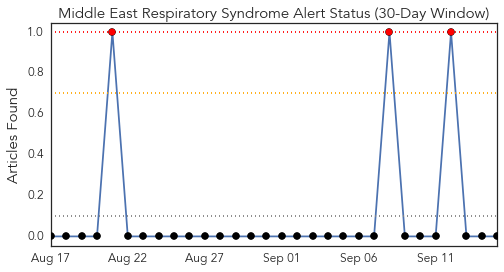 Middle East Respiratory Syndrome Alert Status (30-Day Window)
Articles Found
1.0
0.8
0.6
0.4
0.2
0.0
Aug 17 Aug 22 Aug 27 Sep 01 Sep 06 Sep 11